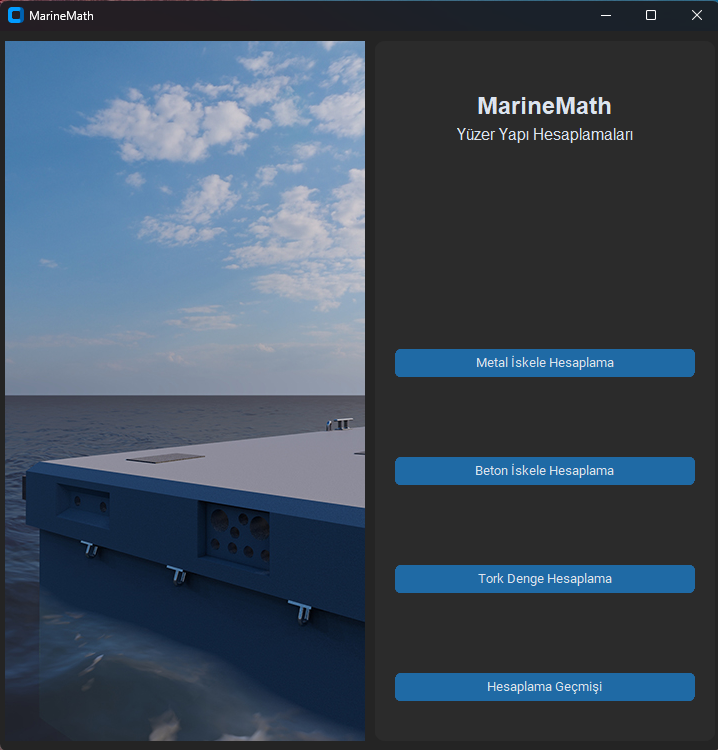 MarineMath
MarineMath
Yüzer Yapı Hesaplamaları
Metal İskele Hesaplama
Beton İskele Hesaplama
Tork Denge Hesaplama
Hesaplama Geçmişi